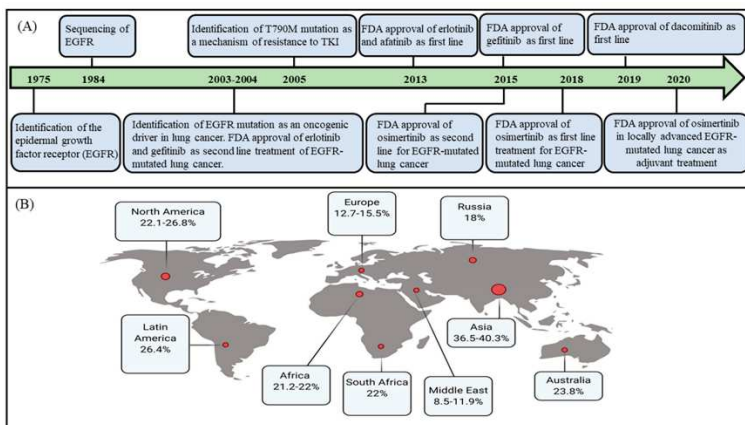 (A)
Sequencing of
EGFR
Identification of T790M mutation as
a mechanism of resistance to TKI
FDA approval of erlotinib
and afatinib as first line
FDA approval of
gefitinib as first line
FDA approval of dacomitinib as
first line
1975
1984
2003-2004
2005
2013
2015
2018
2019
2020
Identification of the
epidermal growth
factor receptor (EGFR)
Identification of EGFR mutation as an oncogenic
driver in lung cancer. FDA approval of erlotinib
and gefitinib as second line treatment of EGFR-
mutated lung cancer.
FDA approval of
osimertinib as second
line for EGFR-mutated
lung cancer
FDA approval of
osimertinib as first line
treatment for EGFR-
mutated lung cancer
FDA approval of osimertinib
in locally advanced EGFR-
mutated lung cancer as
adjuvant treatment
(B)
North America
22.1-26.8%
Europe
12.7-15.5%
Russia
18%
Latin
America
26.4%
Africa
21.2-22%
South Africa
22%
Middle East
8.5-11.9%
Asia
36.5-40.3%
Australia
23.8%